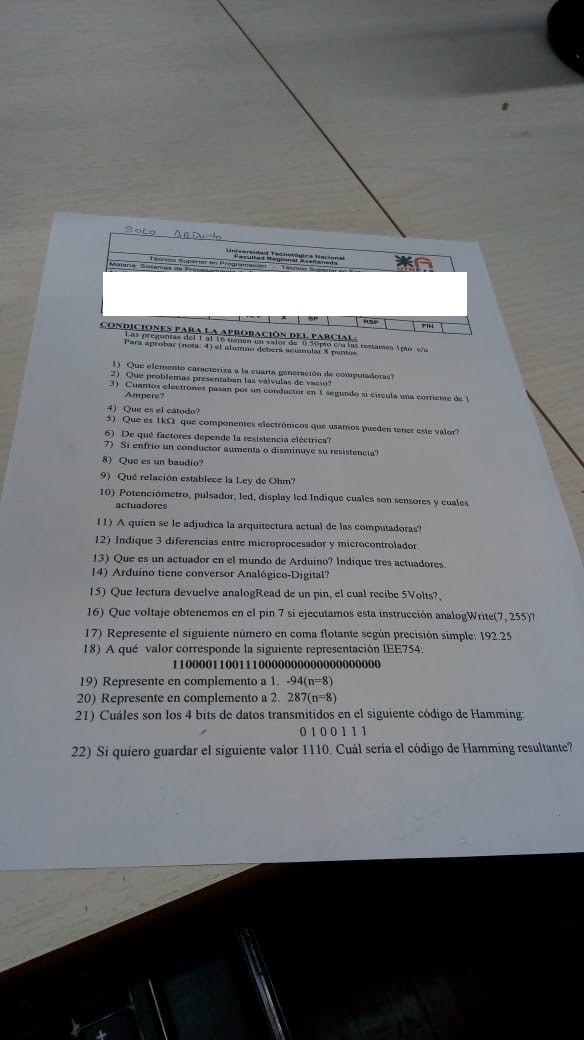 SOLO ARDUINO
Universidad Tecnológica Nacional
Facultad Regional Avellaneda
Técnico Superior en Programación - Técnico Superior en
Materia: Sistemas de
UTN
SP
RSP
FIN
CONDICIONES PARA LA APROBACIÓN DEL PARCIAL:
Las preguntas del 1 al 16 tienen un valor de 0.50pto c/u las restantes 1pto c/u
Para aprobar (nota: 4) el alumno deberá acumular 8 puntos.
1) Que elemento caracteriza a la cuarta generación de computadoras?
2) Que problemas presentaban las válvulas de vacío?
3) Cuantos electrones pasan por un conductor en 1 segundo si circula una corriente de 1
Ampere?
4) Que es el cátodo?
5) Que es 1kΩ que componentes electrónicos que usamos pueden tener este valor?
6) De qué factores depende la resistencia eléctrica?
7) Si enfrío un conductor aumenta o disminuye su resistencia?
8) Que es un baudio?
9) Qué relación establece la Ley de Ohm?
10) Potenciómetro, pulsador, led, display lcd.Indique cuales son sensores y cuales
actuadores
11) A quien se le adjudica la arquitectura actual de las computadoras?
12) Indique 3 diferencias entre microprocesador y microcontrolador.
13) Que es un actuador en el mundo de Arduino? Indique tres actuadores.
14) Arduino tiene conversor Analógico-Digital?
15) Que lectura devuelve analogRead de un pin, el cual recibe 5Volts?,
16) Que voltaje obtenemos en el pin 7 si ejecutamos esta instrucción analogWrite(7,255)?
17) Represente el siguiente número en coma flotante según precisión simple: 192.25
18) A qué valor corresponde la siguiente representación IEE754:
19) Represente en complemento a 1. -94(n=8)
20) Represente en complemento a 2. 287(n=8)
21) Cuáles son los 4 bits de datos transmitidos en el siguiente código de Hamming:
0 1 0 0 1 1 1
22) Si quiero guardar el siguiente valor 1110. Cuál sería el código de Hamming resultante?